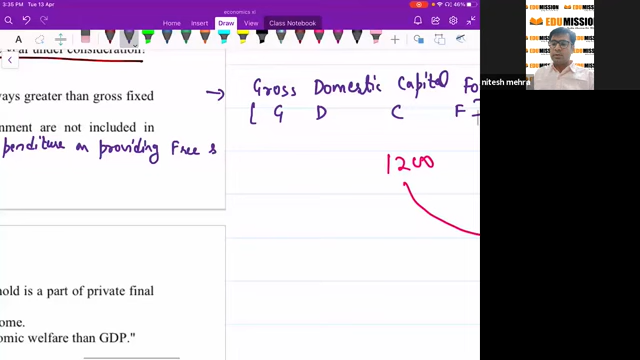 3:35 PM Tue 13 Apr
economics xi
46%
Home Insert Draw View Class Notebook
year under consideration?
ways greater than gross fixed
nment are not included in
penditure on providing Free s
→ Gross Domestic Capital Fo
[ G D C F ]
1200
hold is a part of private final
ome.
omic welfare than GDP."
EDUMISSION
nitesh mehra